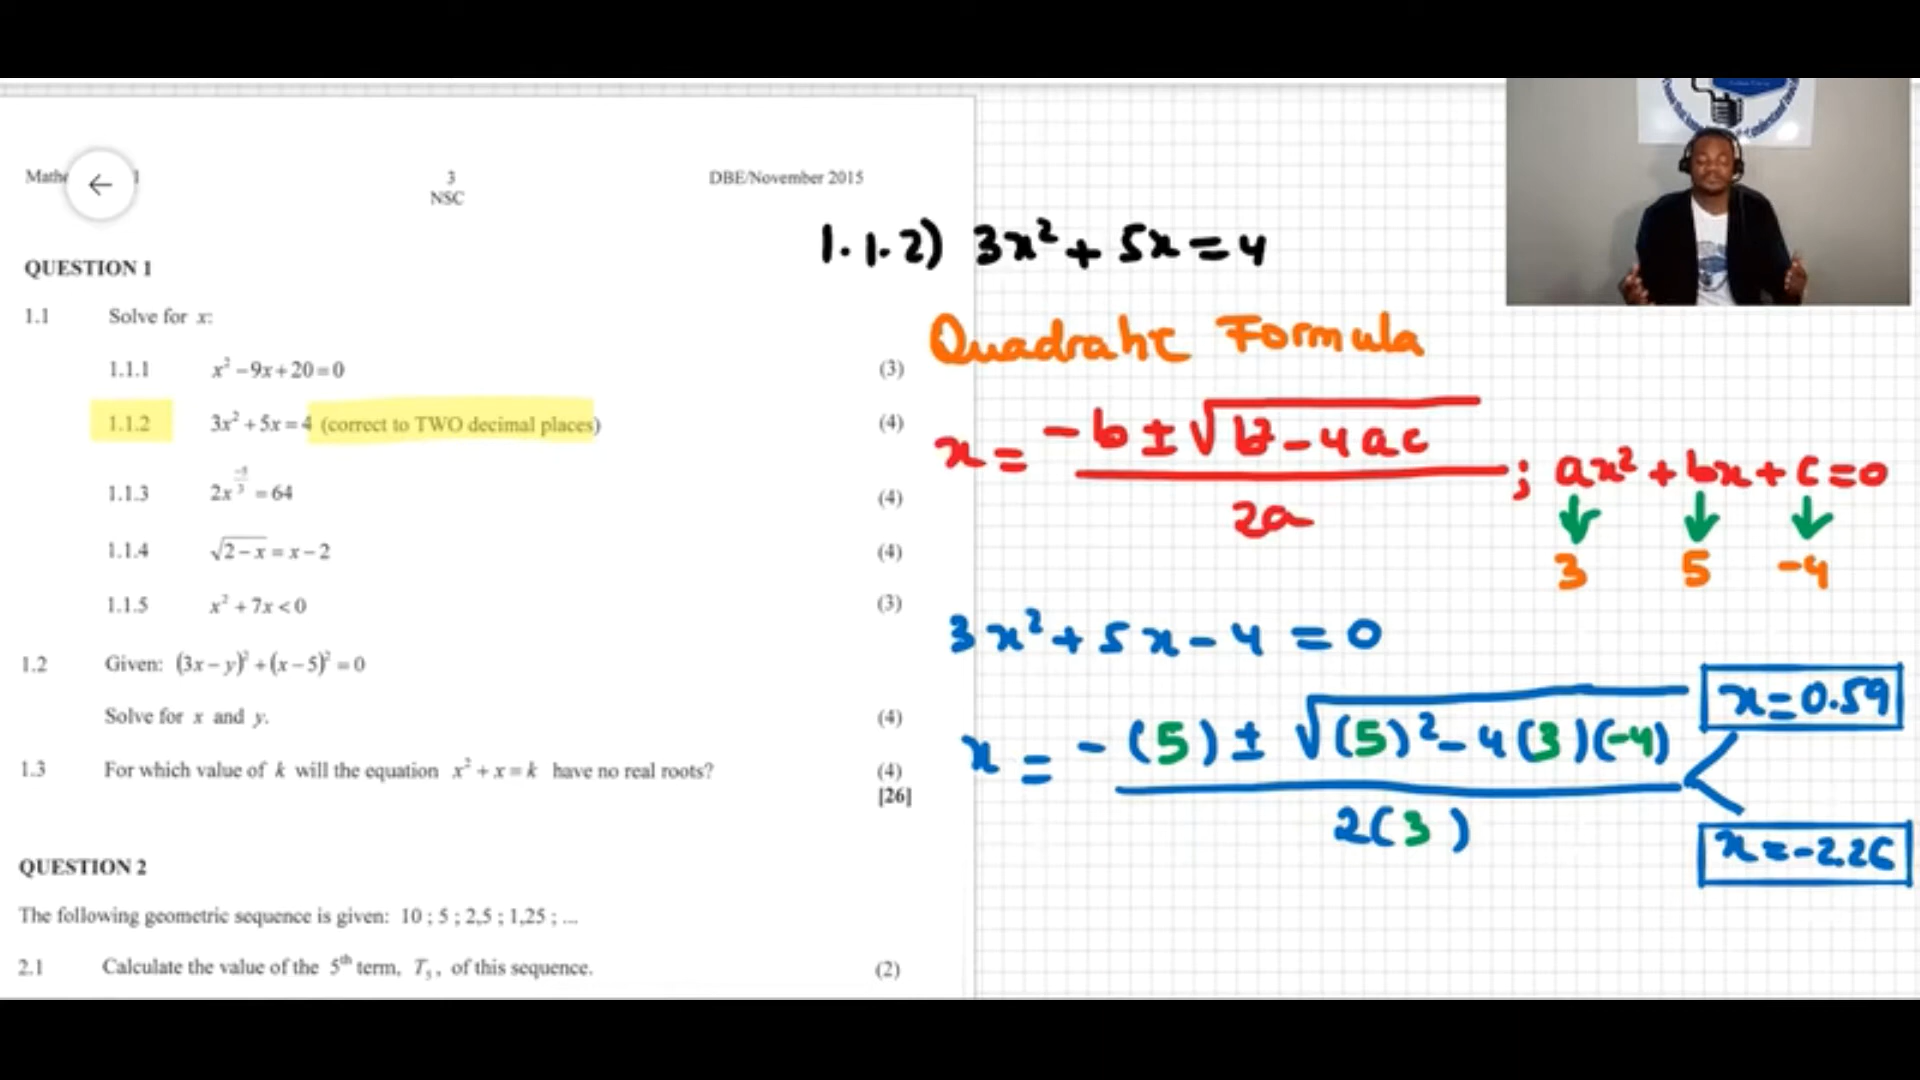 3
DBE/November 2015
NSC
QUESTION 1
1.1 Solve for x:
1.1.1 x² − 9x + 20 = 0 (3)
1.1.2 3x² + 5x = 4 (correct to TWO decimal places) (4)
1.1.3 2x^(−5/3) = 64 (4)
1.1.4 √(2 − x) = x − 2 (4)
1.1.5 x² + 7x < 0 (3)
1.2 Given: (3x − y)² + (x − 5)² = 0
Solve for x and y. (4)
1.3 For which value of k will the equation x² + x = k have no real roots? (4)
[26]
QUESTION 2
The following geometric sequence is given: 10 ; 5 ; 2,5 ; 1,25 ; ...
2.1 Calculate the value of the 5th term, T₅, of this sequence. (2)
1.1.2) 3x² + 5x = 4
Quadratic Formula
x = (−b ± √(b² − 4ac)) / 2a ; ax² + bx + c = 0
↓ ↓ ↓
3 5 −4
3x² + 5x − 4 = 0
x = (−(5) ± √((5)² − 4(3)(−4))) / 2(3)
x = 0.59
x = −2.26